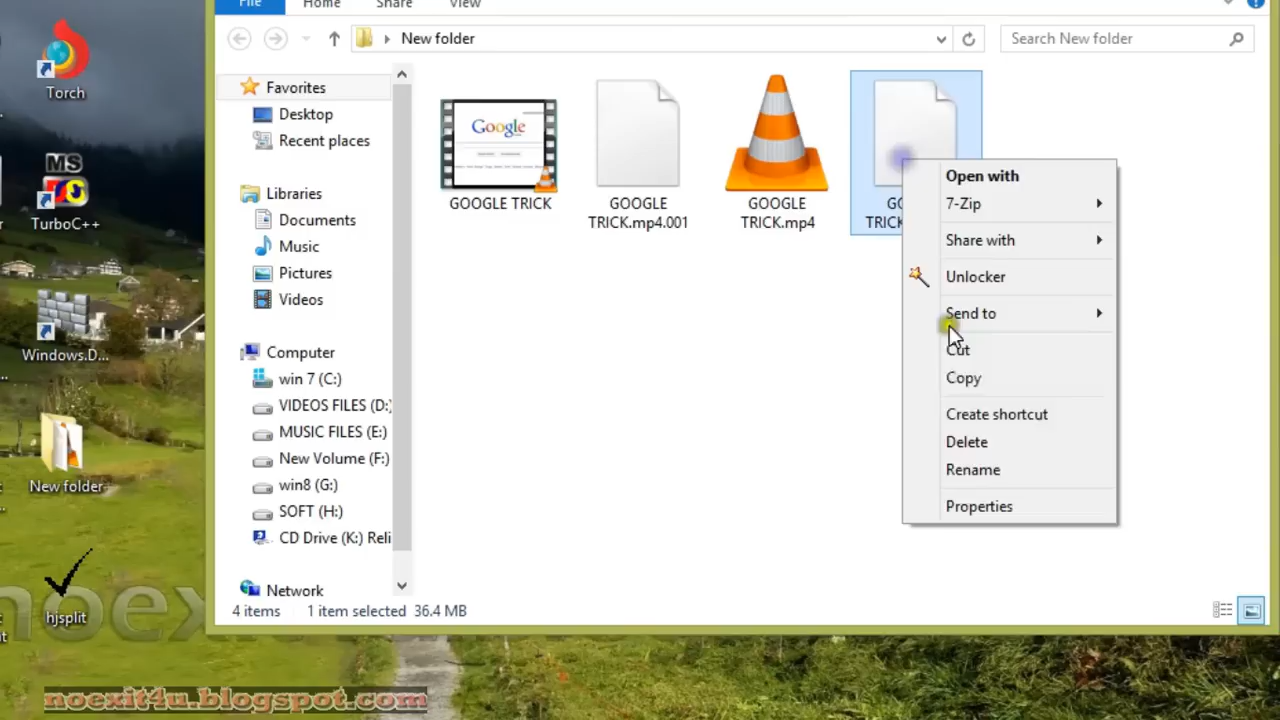 File
Home
Share
View
New folder
Search New folder
Torch
MS
TurboC++
Windows.D...
New folder
hjsplit
Favorites
Desktop
Recent places
Libraries
Documents
Music
Pictures
Videos
Computer
win 7 (C:)
VIDEOS FILES (D:)
MUSIC FILES (E:)
New Volume (F:)
win8 (G:)
SOFT (H:)
CD Drive (K:) Reli
Network
Google
GOOGLE TRICK
GOOGLE
TRICK.mp4.001
GOOGLE
TRICK.mp4
GO
TRICK
Open with
7-Zip
Share with
Unlocker
Send to
Cut
Copy
Create shortcut
Delete
Rename
Properties
4 items
1 item selected 36.4 MB
noex
noexit4u.blogspot.com